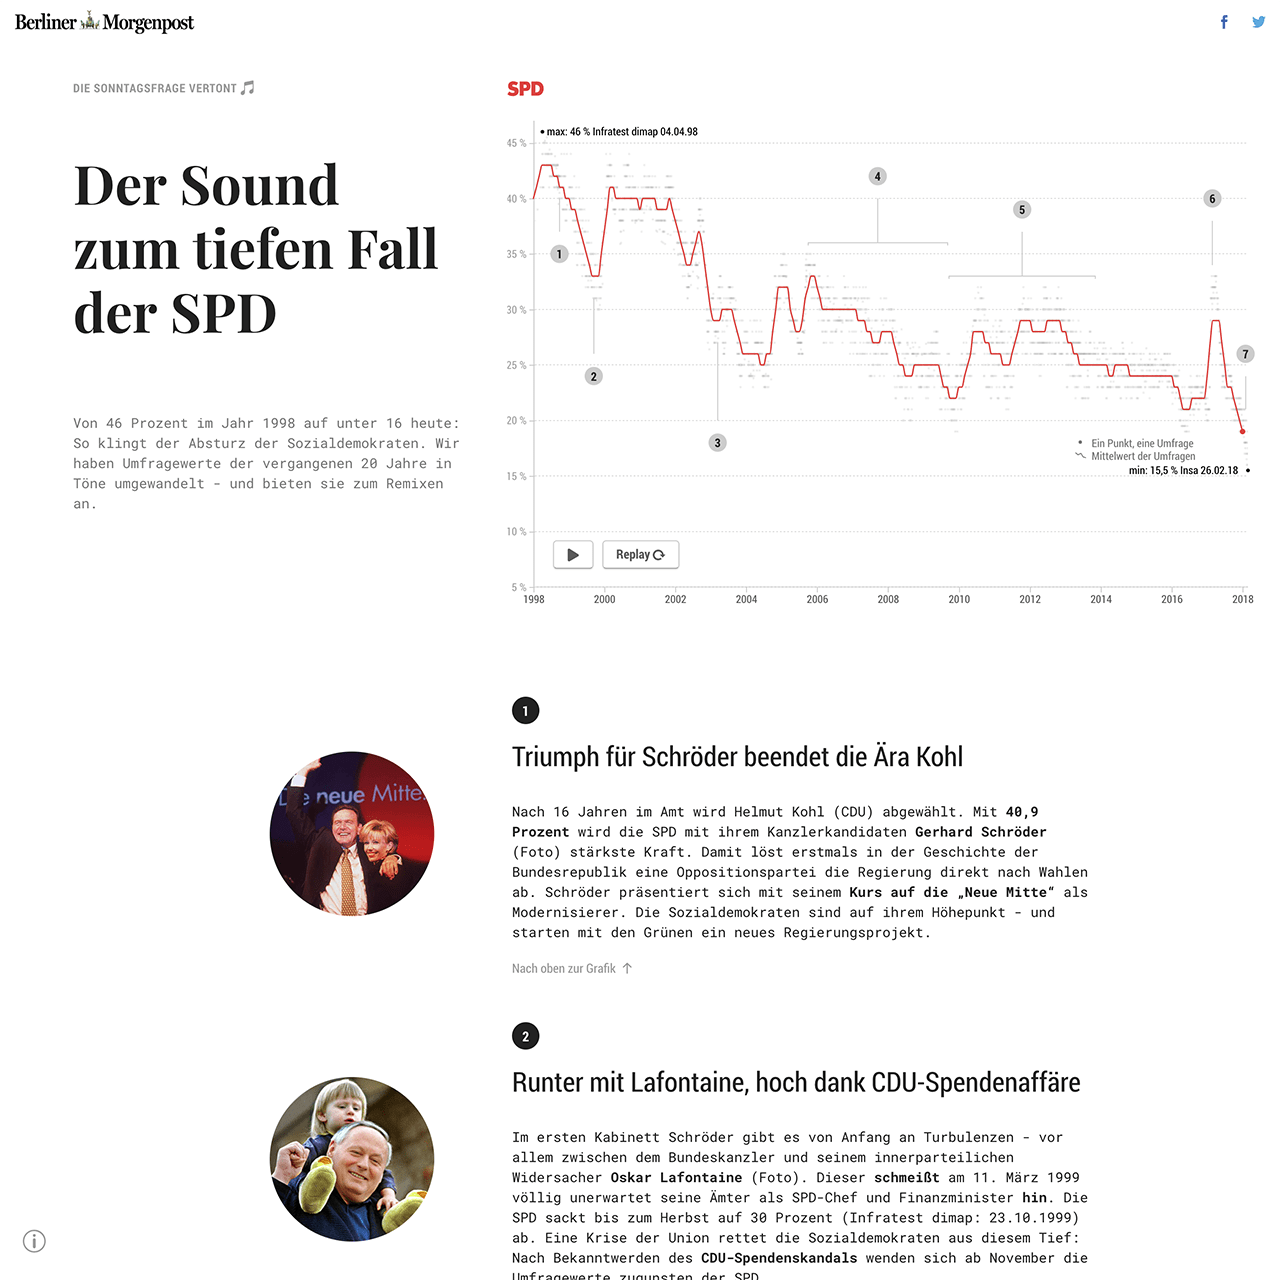 Berliner Morgenpost
DIE SONNTAGSFRAGE VERTONT
Der Sound
zum tiefen Fall
der SPD
Von 46 Prozent im Jahr 1998 auf unter 16 heute:
So klingt der Absturz der Sozialdemokraten. Wir
haben Umfragewerte der vergangenen 20 Jahre in
Töne umgewandelt - und bieten sie zum Remixen
an.
SPD
max: 46 % Infratest dimap 04.04.98
45 %
4
40 %
6
5
1
35 %
30 %
7
25 %
2
20 %
3
Ein Punkt, eine Umfrage
Mittelwert der Umfragen
min: 15,5 % Insa 26.02.18
15 %
10 %
Replay
5 %
1998 2000 2002 2004 2006 2008 2010 2012 2014 2016 2018
1
Triumph für Schröder beendet die Ära Kohl
Die neue Mitte.
Nach 16 Jahren im Amt wird Helmut Kohl (CDU) abgewählt. Mit 40,9
Prozent wird die SPD mit ihrem Kanzlerkandidaten Gerhard Schröder
(Foto) stärkste Kraft. Damit löst erstmals in der Geschichte der
Bundesrepublik eine Oppositionspartei die Regierung direkt nach Wahlen
ab. Schröder präsentiert sich mit seinem Kurs auf die „Neue Mitte“ als
Modernisierer. Die Sozialdemokraten sind auf ihrem Höhepunkt - und
starten mit den Grünen ein neues Regierungsprojekt.
Nach oben zur Grafik ↑
2
Runter mit Lafontaine, hoch dank CDU-Spendenaffäre
Im ersten Kabinett Schröder gibt es von Anfang an Turbulenzen - vor
allem zwischen dem Bundeskanzler und seinem innerparteilichen
Widersacher Oskar Lafontaine (Foto). Dieser schmeißt am 11. März 1999
völlig unerwartet seine Ämter als SPD-Chef und Finanzminister hin. Die
SPD sackt bis zum Herbst auf 30 Prozent (Infratest dimap: 23.10.1999)
ab. Eine Krise der Union rettet die Sozialdemokraten aus diesem Tief:
Nach Bekanntwerden des CDU-Spendenskandals wenden sich ab November die
Umfragewerte zugunsten der SPD.